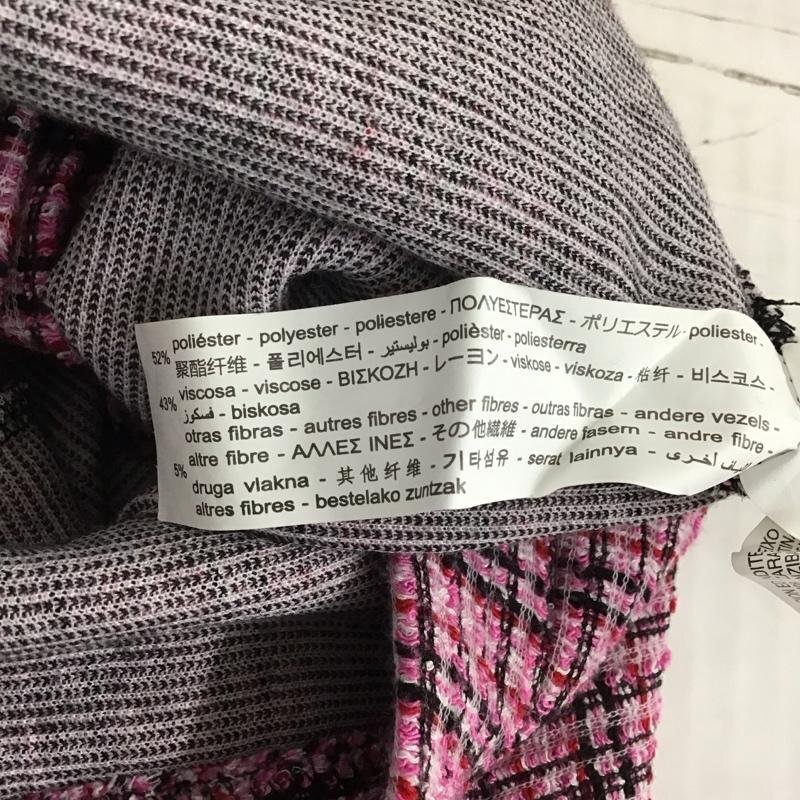 52% poliéster - polyester - poliestere - ΠΟΛΥΕΣΤΕΡΑΣ - ポリエステル poliester -
聚酯纤维 - 폴리에스터 - بوليستير - polièster - poliesterra
43% viscosa - viscose - ΒΙΣΚΟΖΗ - レーヨン - viskose - viskoza - 粘纤 - 비스코스 -
فسكوز - biskosa
5% otras fibras - autres fibres - other fibres - outras fibras - andere vezels -
altre fibre - ΑΛΛΕΣ ΙΝΕΣ - その他繊維 - andere fasern - andre fibre -
druga vlakna - 其他纤维 - 기타섬유 - serat lainnya - ألياف أخرى -
altres fibres - bestelako zuntzak